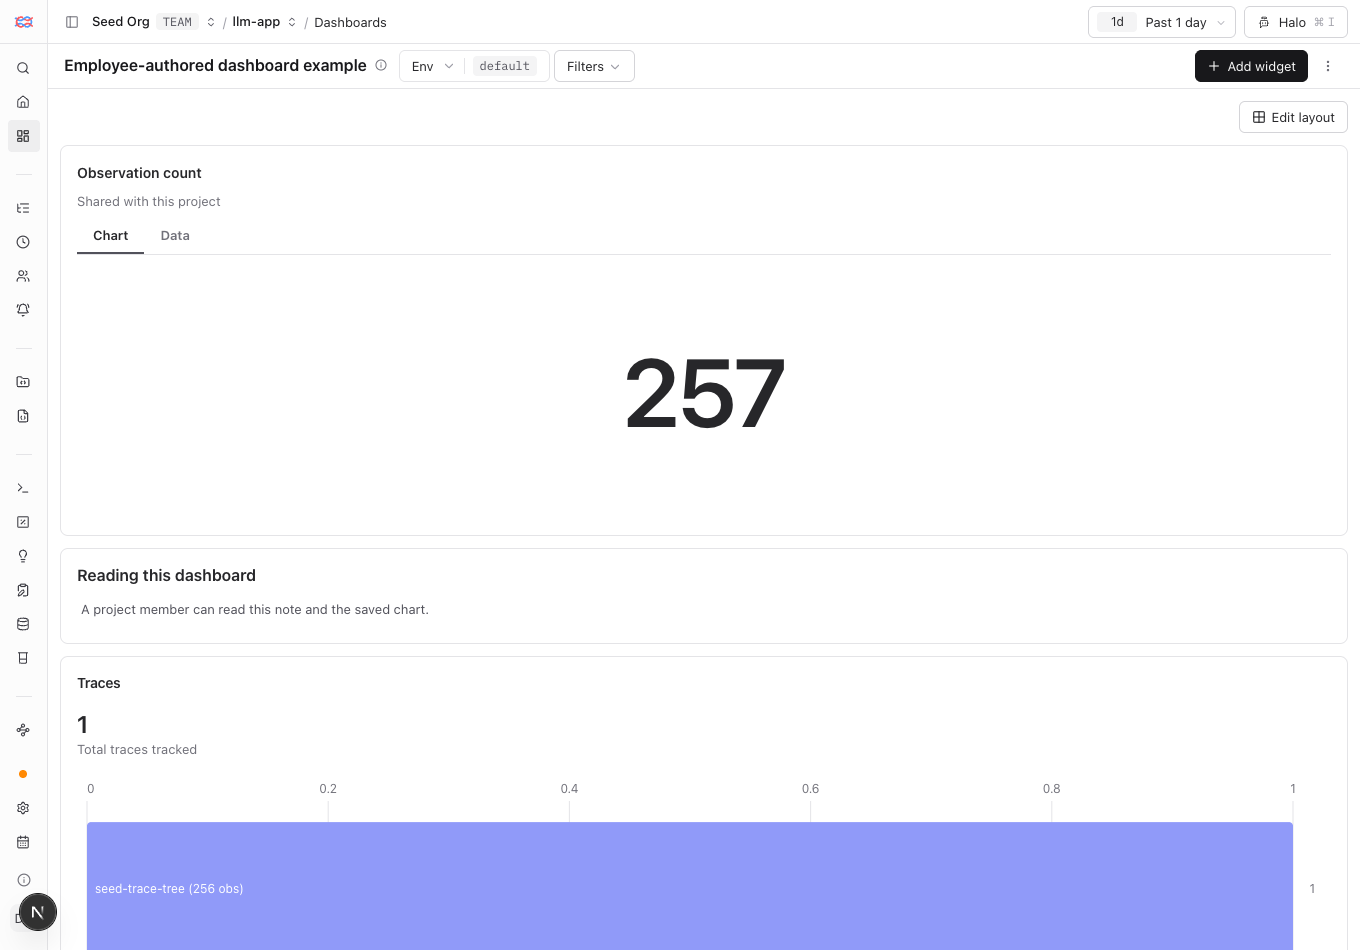 Seed Org TEAM / llm-app / Dashboards
1d Past 1 day
Halo ⌘ I
Employee-authored dashboard example
Env default
Filters
Add widget
Edit layout
Observation count
Shared with this project
Chart Data
257
Reading this dashboard
A project member can read this note and the saved chart.
Traces
1
Total traces tracked
0 0.2 0.4 0.6 0.8 1
seed-trace-tree (256 obs) 1
N